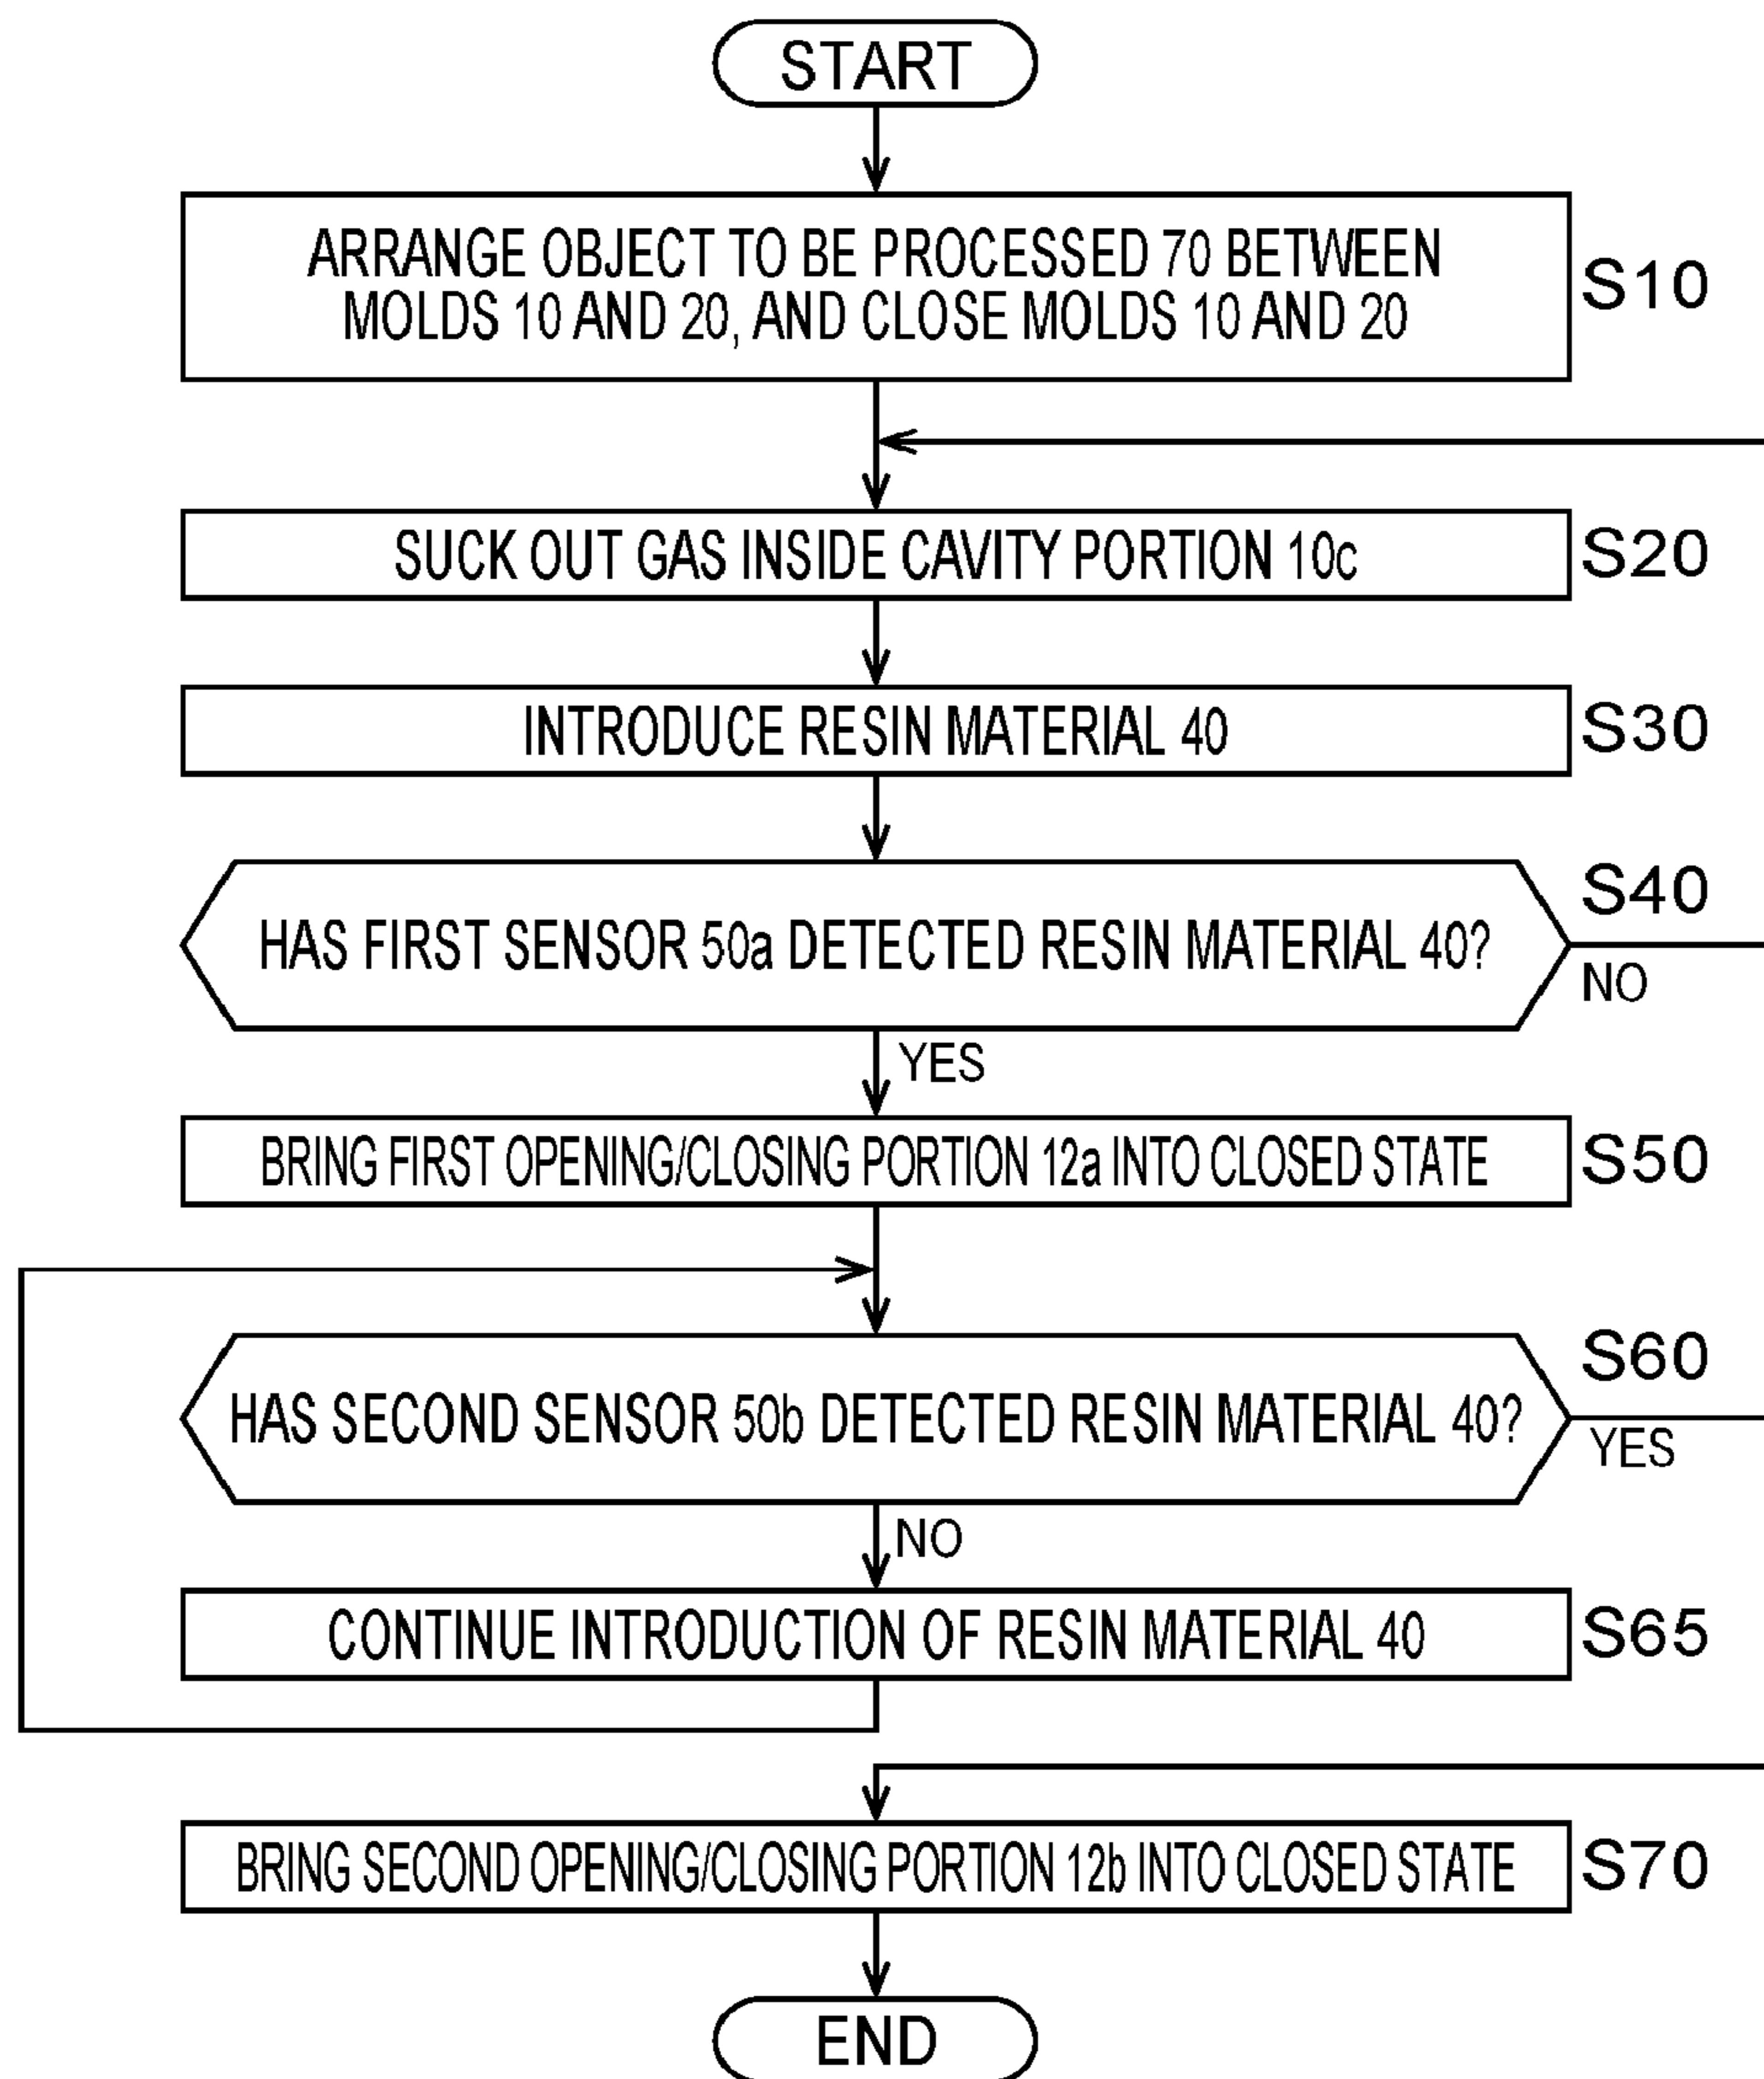 START
ARRANGE OBJECT TO BE PROCESSED 70 BETWEEN
MOLDS 10 AND 20, AND CLOSE MOLDS 10 AND 20
S10
SUCK OUT GAS INSIDE CAVITY PORTION 10c
S20
INTRODUCE RESIN MATERIAL 40
S30
S40
HAS FIRST SENSOR 50a DETECTED RESIN MATERIAL 40?
NO
YES
BRING FIRST OPENING/CLOSING PORTION 12a INTO CLOSED STATE
S50
S60
HAS SECOND SENSOR 50b DETECTED RESIN MATERIAL 40?
YES
NO
CONTINUE INTRODUCTION OF RESIN MATERIAL 40
S65
BRING SECOND OPENING/CLOSING PORTION 12b INTO CLOSED STATE
S70
END